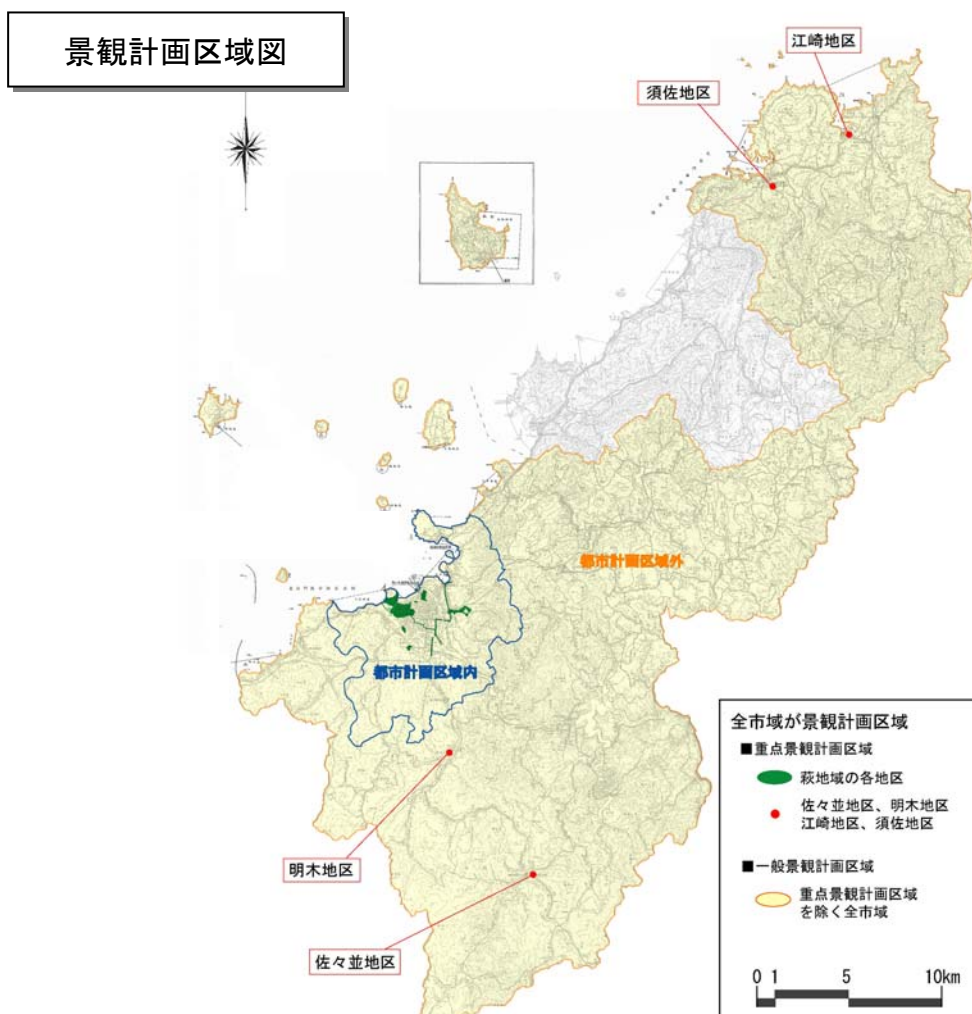 景観計画区域図
江崎地区
須佐地区
都市計画区域外
都市計画区域内
明木地区
佐々並地区
全市域が景観計画区域
■重点景観計画区域
萩地域の各地区
佐々並地区、明木地区
江崎地区、須佐地区
■一般景観計画区域
重点景観計画区域
を除く全市域
0 1 5 10km